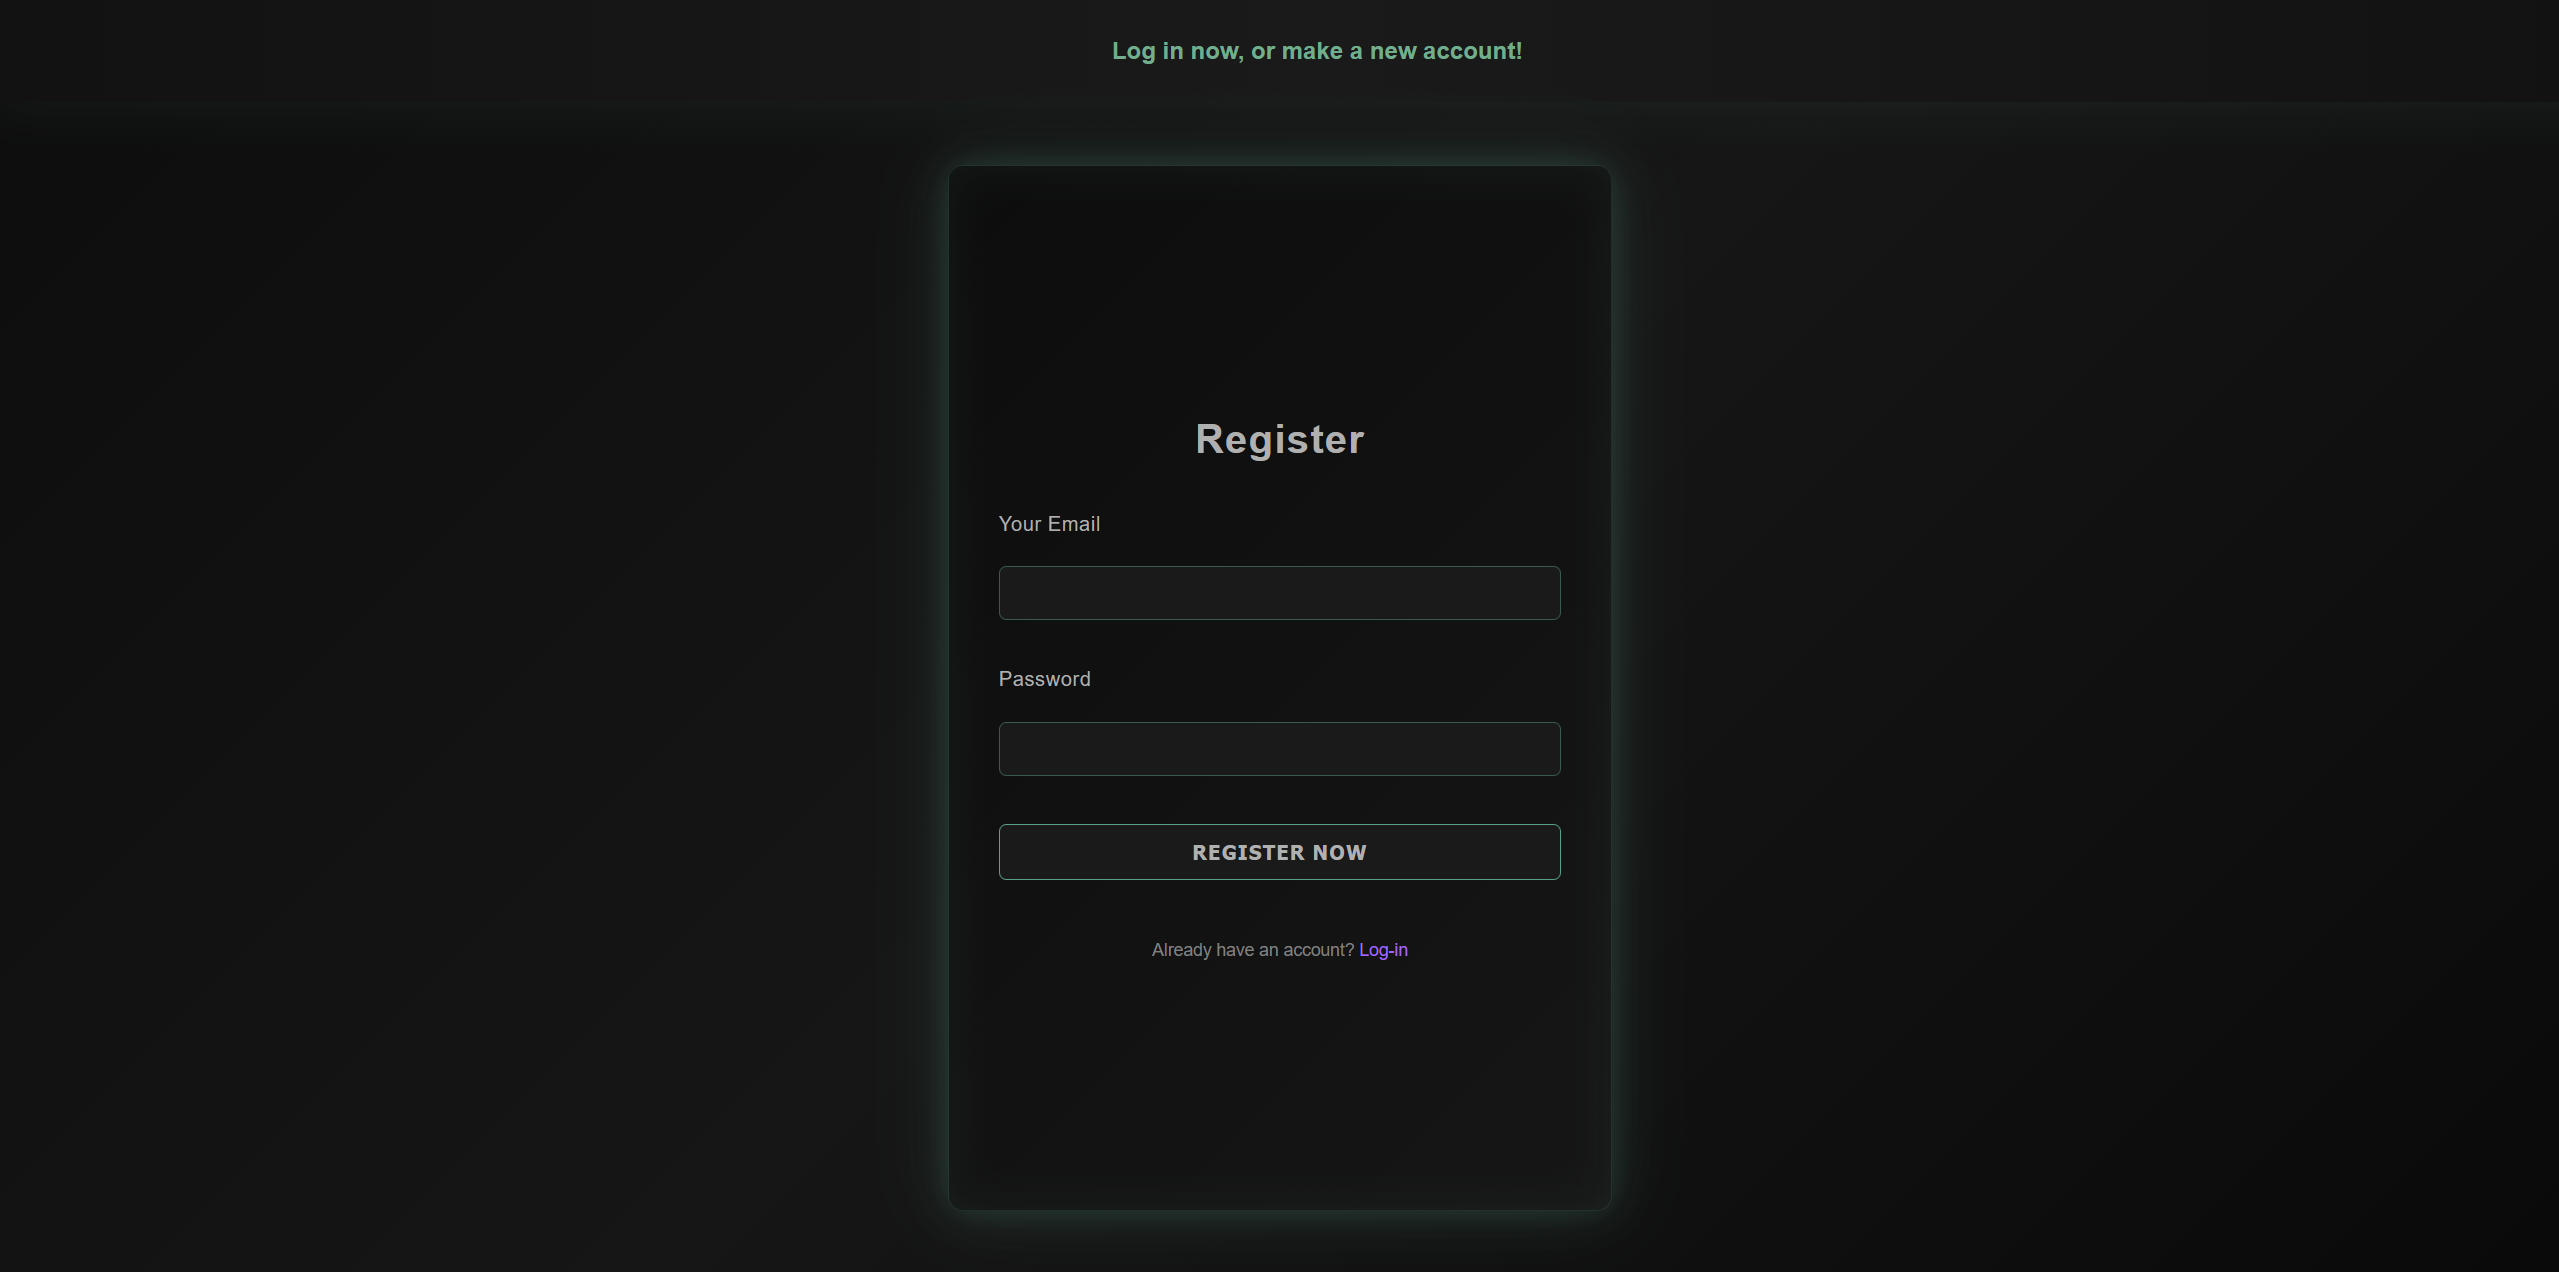 Log in now, or make a new account!
Register
Your Email
Password
REGISTER NOW
Already have an account? Log-in